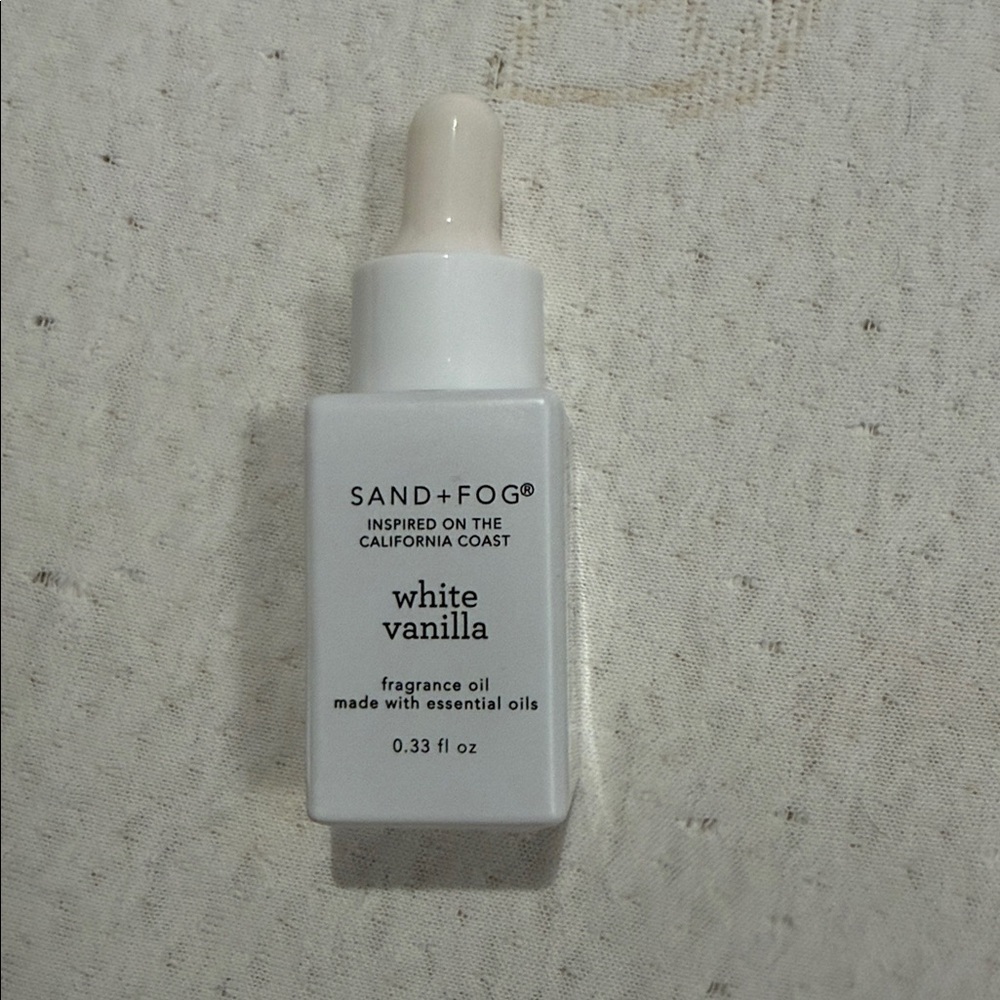 SAND+FOG®
INSPIRED ON THE
CALIFORNIA COAST
white
vanilla
fragrance oil
made with essential oils
0.33 fl oz